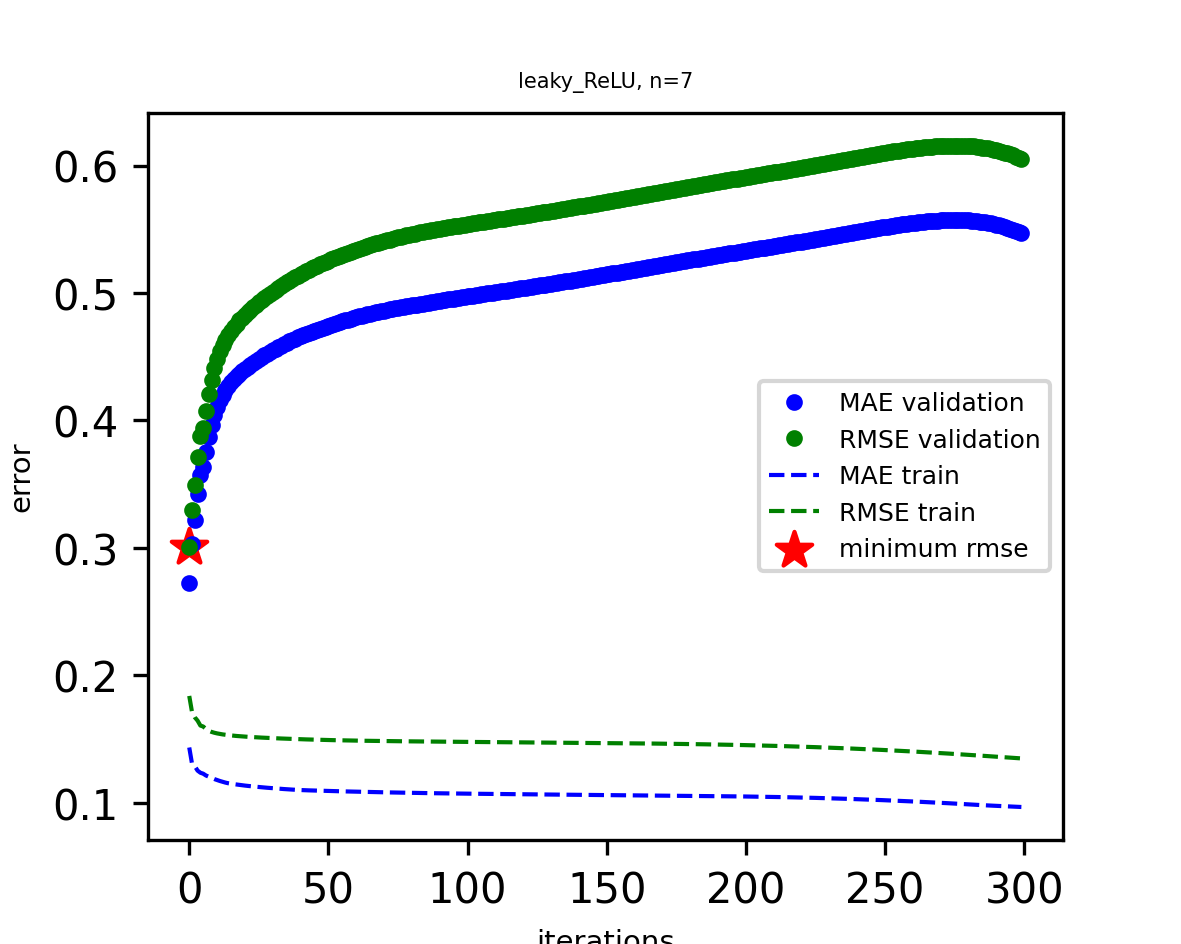 leaky_ReLU, n=7
error
0.6
0.5
0.4
0.3
0.2
0.1
MAE validation
RMSE validation
MAE train
RMSE train
minimum rmse
0 50 100 150 200 250 300
iterations